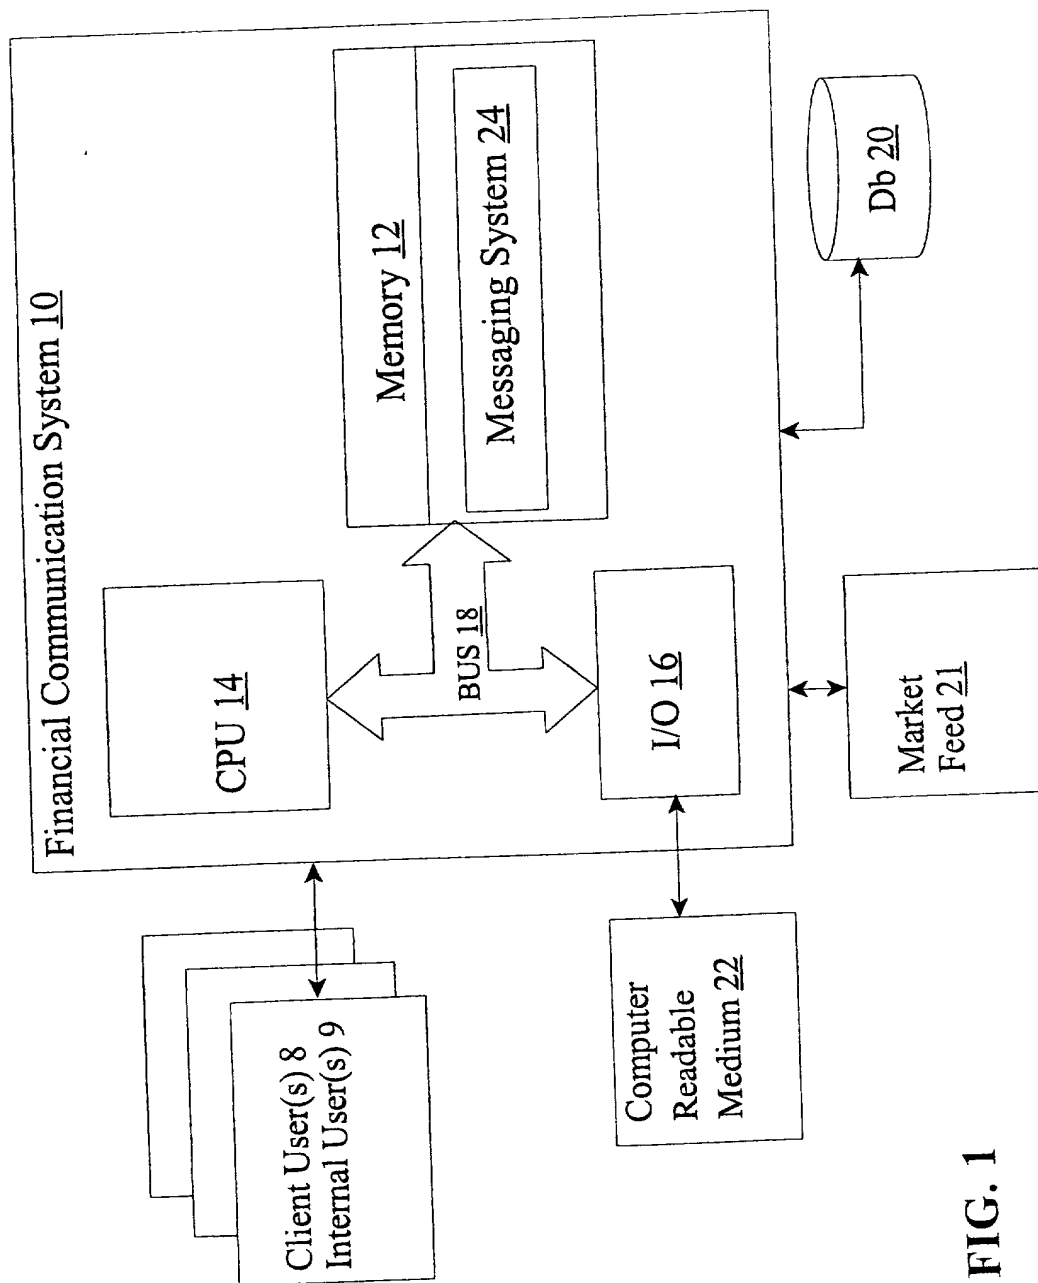 Financial Communication System 10
CPU 14
Memory 12
Messaging System 24
BUS 18
I/O 16
Client User(s) 8
Internal User(s) 9
Computer
Readable
Medium 22
Market
Feed 21
Db 20
FIG. 1